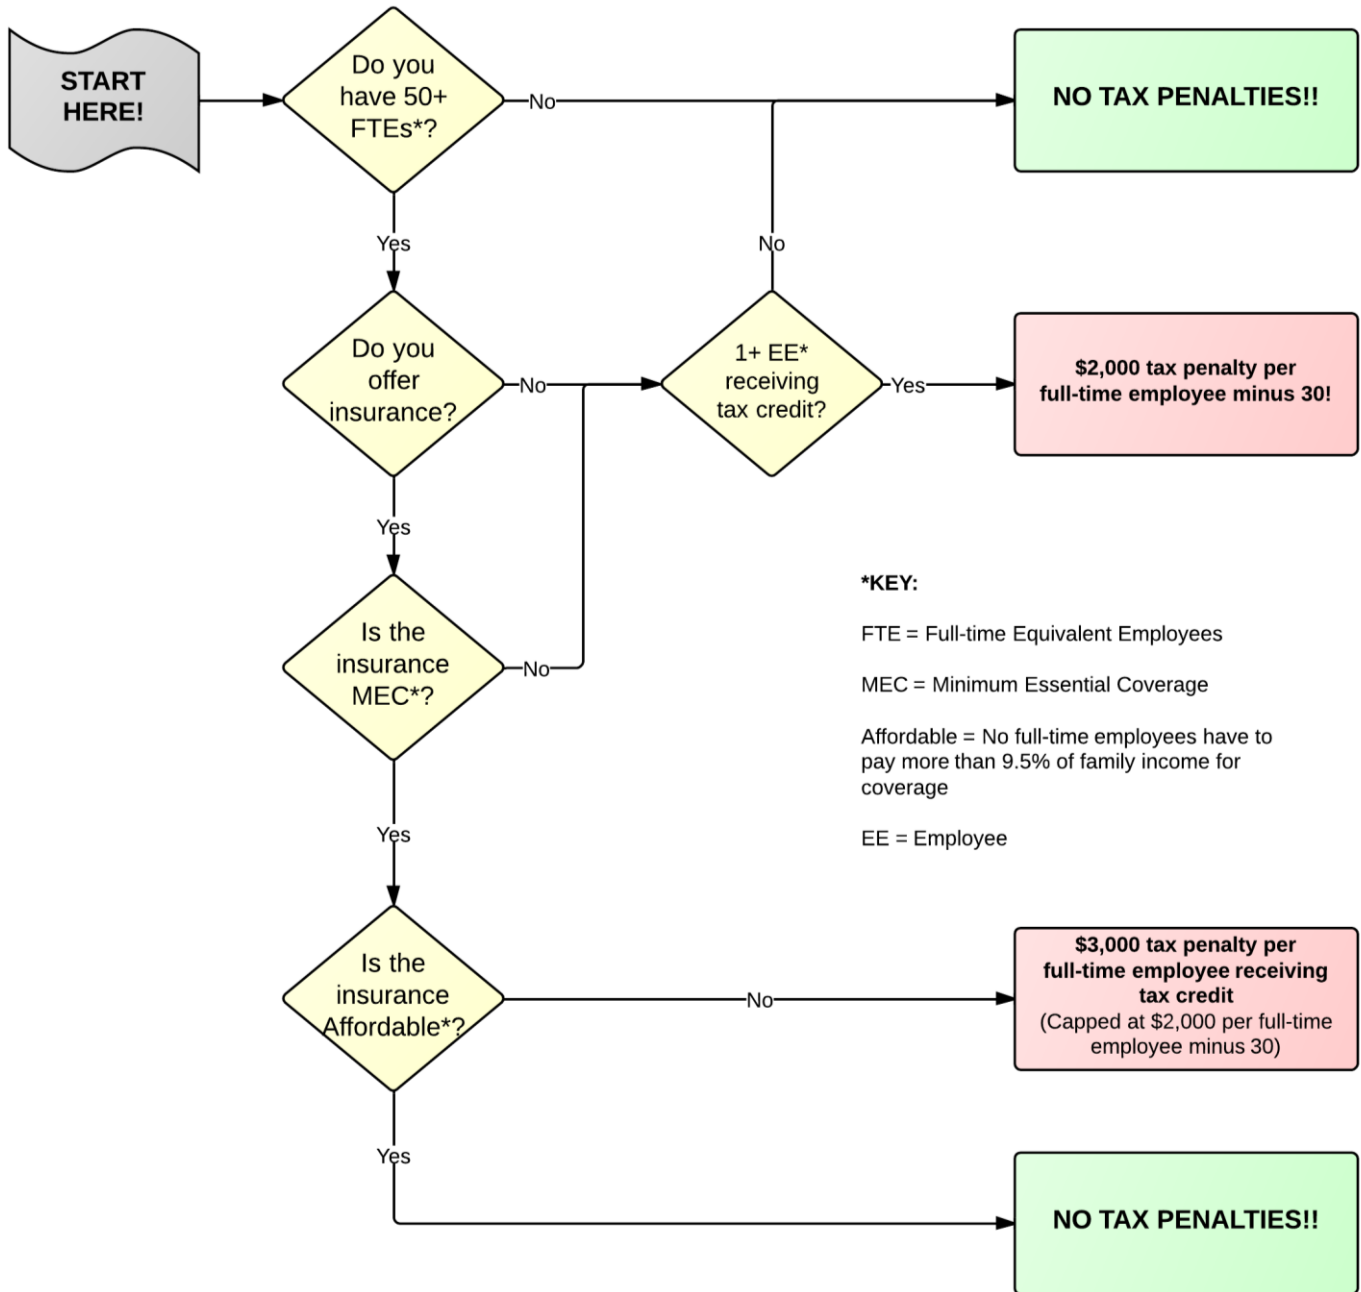 START
HERE!
Do you
have 50+
FTEs*?
No
NO TAX PENALTIES!!
Yes
No
Do you
offer
insurance?
No
1+ EE*
receiving
tax credit?
Yes
$2,000 tax penalty per
full-time employee minus 30!
Yes
Is the
insurance
MEC*?
No
*KEY:
FTE = Full-time Equivalent Employees
MEC = Minimum Essential Coverage
Affordable = No full-time employees have to
pay more than 9.5% of family income for
coverage
EE = Employee
Yes
Is the
insurance
Affordable*?
No
$3,000 tax penalty per
full-time employee receiving
tax credit
(Capped at $2,000 per full-time
employee minus 30)
Yes
NO TAX PENALTIES!!